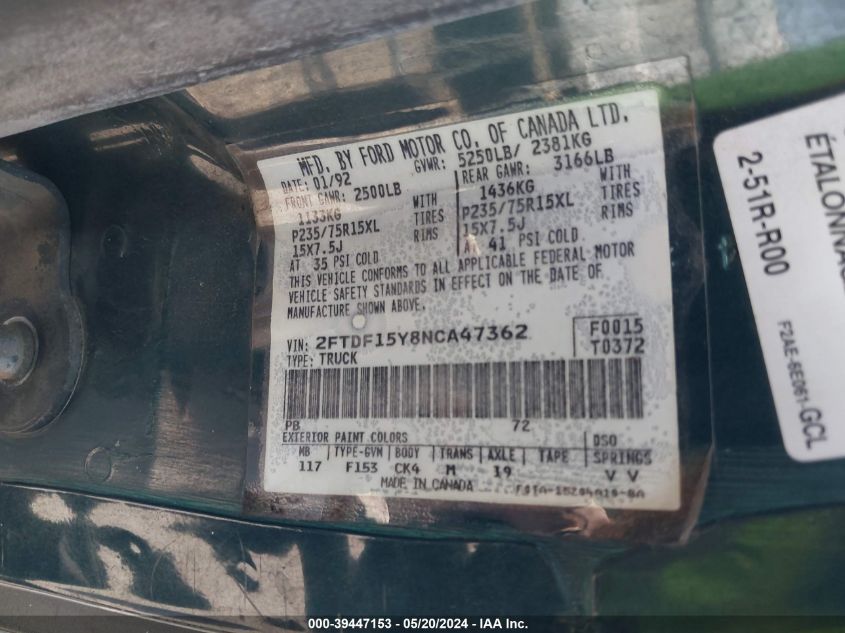 MFD. BY FORD MOTOR CO. OF CANADA LTD.
DATE: 01/92 GVWR: 5250LB/ 2381KG
FRONT GAWR: 2500LB REAR GAWR: 3166LB
1133KG WITH 1436KG WITH
P235/75R15XL TIRES P235/75R15XL TIRES
15X7.5J RIMS 15X7.5J RIMS
AT 35 PSI COLD AT 41 PSI COLD
THIS VEHICLE CONFORMS TO ALL APPLICABLE FEDERAL MOTOR
VEHICLE SAFETY STANDARDS IN EFFECT ON THE DATE OF
MANUFACTURE SHOWN ABOVE.
VIN: 2FTDF15Y8NCA47362 F0015
TYPE: TRUCK T0372
PB 72
EXTERIOR PAINT COLORS DSO
WB TYPE-GVM BODY TRANS AXLE TAPE SPRINGS
117 F153 CK4 M 19 V V
MADE IN CANADA
ÉTALONNAG
2-51R-R00
F2AE-6E061-GCL
000-39447153 - 05/20/2024 - IAA Inc.